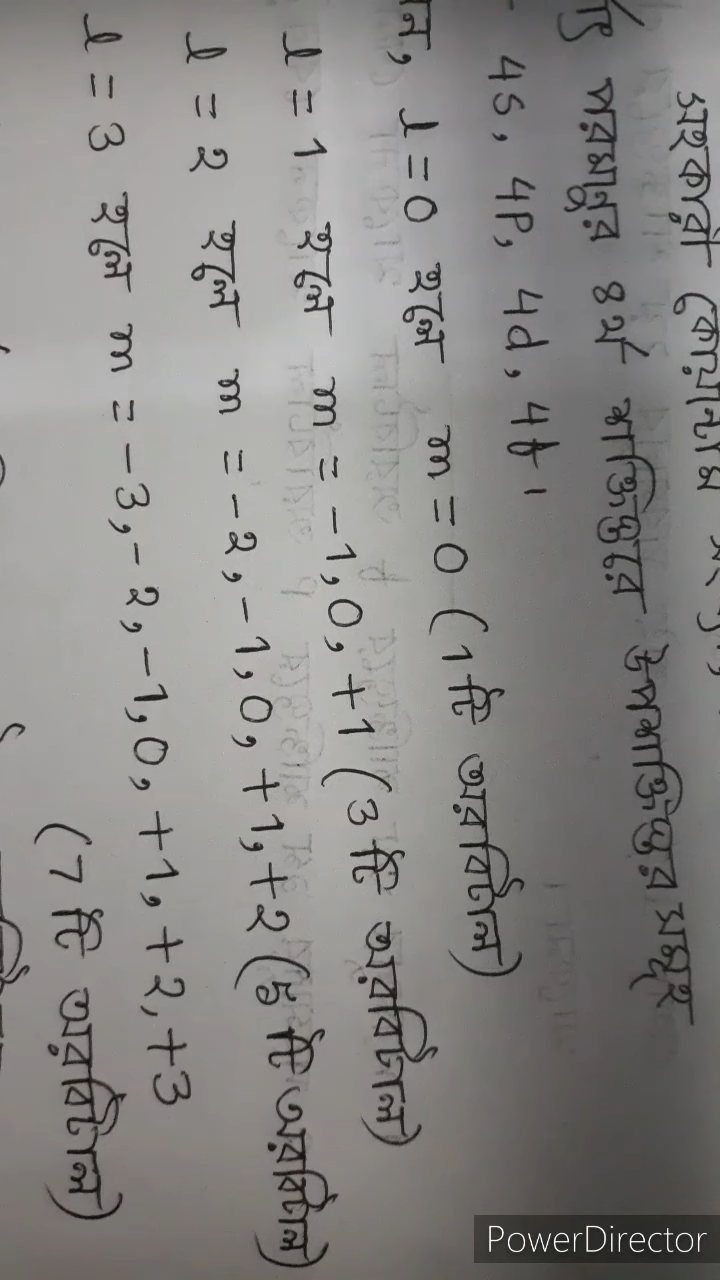 সহকারী কোয়ান্টাম
পরমাণুর ৪র্থ শক্তিস্তরের উপশক্তিস্তর সমূহ
4s, 4p, 4d, 4f।
l = 0 হলে m = 0 (1 টি অরবিটাল)
l = 1 হলে m = -1, 0, +1 (3 টি অরবিটাল)
l = 2 হলে m = -2, -1, 0, +1, +2 (5 টি অরবিটাল)
l = 3 হলে m = -3, -2, -1, 0, +1, +2, +3
(7 টি অরবিটাল)
PowerDirector